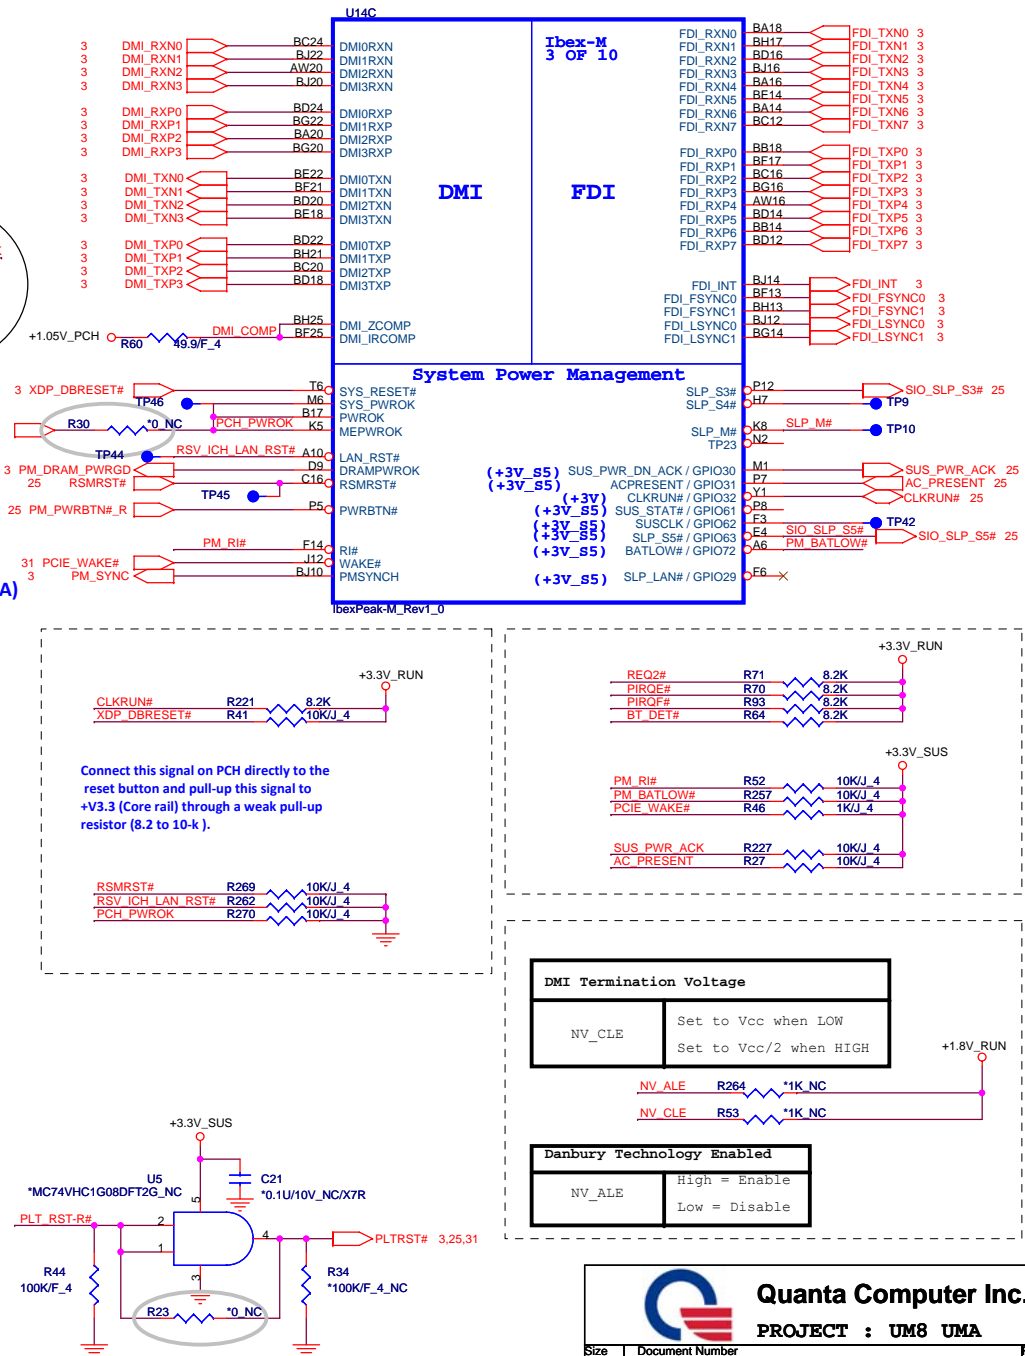 U14C
Ibex-M
3 OF 10
DMI
FDI
3 DMI_RXN0 BC24 DMI0RXN
3 DMI_RXN1 BJ22 DMI1RXN
3 DMI_RXN2 AW20 DMI2RXN
3 DMI_RXN3 BJ20 DMI3RXN
3 DMI_RXP0 BD24 DMI0RXP
3 DMI_RXP1 BG22 DMI1RXP
3 DMI_RXP2 BA20 DMI2RXP
3 DMI_RXP3 BG20 DMI3RXP
3 DMI_TXN0 BE22 DMI0TXN
3 DMI_TXN1 BF21 DMI1TXN
3 DMI_TXN2 BD20 DMI2TXN
3 DMI_TXN3 BE18 DMI3TXN
3 DMI_TXP0 BD22 DMI0TXP
3 DMI_TXP1 BH21 DMI1TXP
3 DMI_TXP2 BC20 DMI2TXP
3 DMI_TXP3 BD18 DMI3TXP
BH25 DMI_ZCOMP
+1.05V_PCH R60 49.9/F_4 DMI_COMP BF25 DMI_IRCOMP
FDI_RXN0 BA18 FDI_TXN0 3
FDI_RXN1 BH17 FDI_TXN1 3
FDI_RXN2 BD16 FDI_TXN2 3
FDI_RXN3 BJ16 FDI_TXN3 3
FDI_RXN4 BA16 FDI_TXN4 3
FDI_RXN5 BE14 FDI_TXN5 3
FDI_RXN6 BA14 FDI_TXN6 3
FDI_RXN7 BC12 FDI_TXN7 3
FDI_RXP0 BB18 FDI_TXP0 3
FDI_RXP1 BF17 FDI_TXP1 3
FDI_RXP2 BC16 FDI_TXP2 3
FDI_RXP3 BG16 FDI_TXP3 3
FDI_RXP4 AW16 FDI_TXP4 3
FDI_RXP5 BD14 FDI_TXP5 3
FDI_RXP6 BB14 FDI_TXP6 3
FDI_RXP7 BD12 FDI_TXP7 3
FDI_INT BJ14 FDI_INT 3
FDI_FSYNC0 BF13 FDI_FSYNC0 3
FDI_FSYNC1 BH13 FDI_FSYNC1 3
FDI_LSYNC0 BJ12 FDI_LSYNC0 3
FDI_LSYNC1 BG14 FDI_LSYNC1 3
System Power Management
3 XDP_DBRESET# T6 SYS_RESET#
TP46 M6 SYS_PWROK
B17 PWROK
R30 *0_NC PCH_PWROK K5 MEPWROK
TP44 RSV_ICH_LAN_RST# A10 LAN_RST#
3 PM_DRAM_PWRGD D9 DRAMPWROK
25 RSMRST# C16 RSMRST#
TP45
25 PM_PWRBTN#_R P5 PWRBTN#
PM_RI# F14 RI#
31 PCIE_WAKE# J12 WAKE#
3 PM_SYNC BJ10 PMSYNCH
A)
SLP_S3# P12 SIO_SLP_S3# 25
SLP_S4# H7 TP9
SLP_M# K8 SLP_M# TP10
TP23 N2
(+3V_S5) SUS_PWR_DN_ACK / GPIO30 M1 SUS_PWR_ACK 25
(+3V_S5) ACPRESENT / GPIO31 P7 AC_PRESENT 25
(+3V) CLKRUN# / GPIO32 Y1 CLKRUN# 25
(+3V_S5) SUS_STAT# / GPIO61 P8
(+3V_S5) SUSCLK / GPIO62 F3 TP42
(+3V_S5) SLP_S5# / GPIO63 E4 SIO_SLP_S5# SIO_SLP_S5# 25
(+3V_S5) BATLOW# / GPIO72 A6 PM_BATLOW#
(+3V_S5) SLP_LAN# / GPIO29 F6
IbexPeak-M_Rev1_0
+3.3V_RUN
CLKRUN# R221 8.2K
XDP_DBRESET# R41 10K/J_4
Connect this signal on PCH directly to the
reset button and pull-up this signal to
+V3.3 (Core rail) through a weak pull-up
resistor (8.2 to 10-k ).
RSMRST# R269 10K/J_4
RSV_ICH_LAN_RST# R262 10K/J_4
PCH_PWROK R270 10K/J_4
+3.3V_RUN
REQ2# R71 8.2K
PIRQE# R70 8.2K
PIRQF# R93 8.2K
BT_DET# R64 8.2K
+3.3V_SUS
PM_RI# R52 10K/J_4
PM_BATLOW# R257 10K/J_4
PCIE_WAKE# R46 1K/J_4
SUS_PWR_ACK R227 10K/J_4
AC_PRESENT R27 10K/J_4
DMI Termination Voltage
NV_CLE
Set to Vcc when LOW
Set to Vcc/2 when HIGH
+1.8V_RUN
NV_ALE R264 *1K_NC
NV_CLE R53 *1K_NC
Danbury Technology Enabled
NV_ALE
High = Enable
Low = Disable
+3.3V_SUS
U5
*MC74VHC1G08DFT2G_NC
C21
*0.1U/10V_NC/X7R
5
PLT_RST-R# 2
1
4
3
PLTRST# 3,25,31
R44
100K/F_4
R34
*100K/F_4_NC
R23 *0_NC
Quanta Computer Inc.
PROJECT : UM8 UMA
Size Document Number